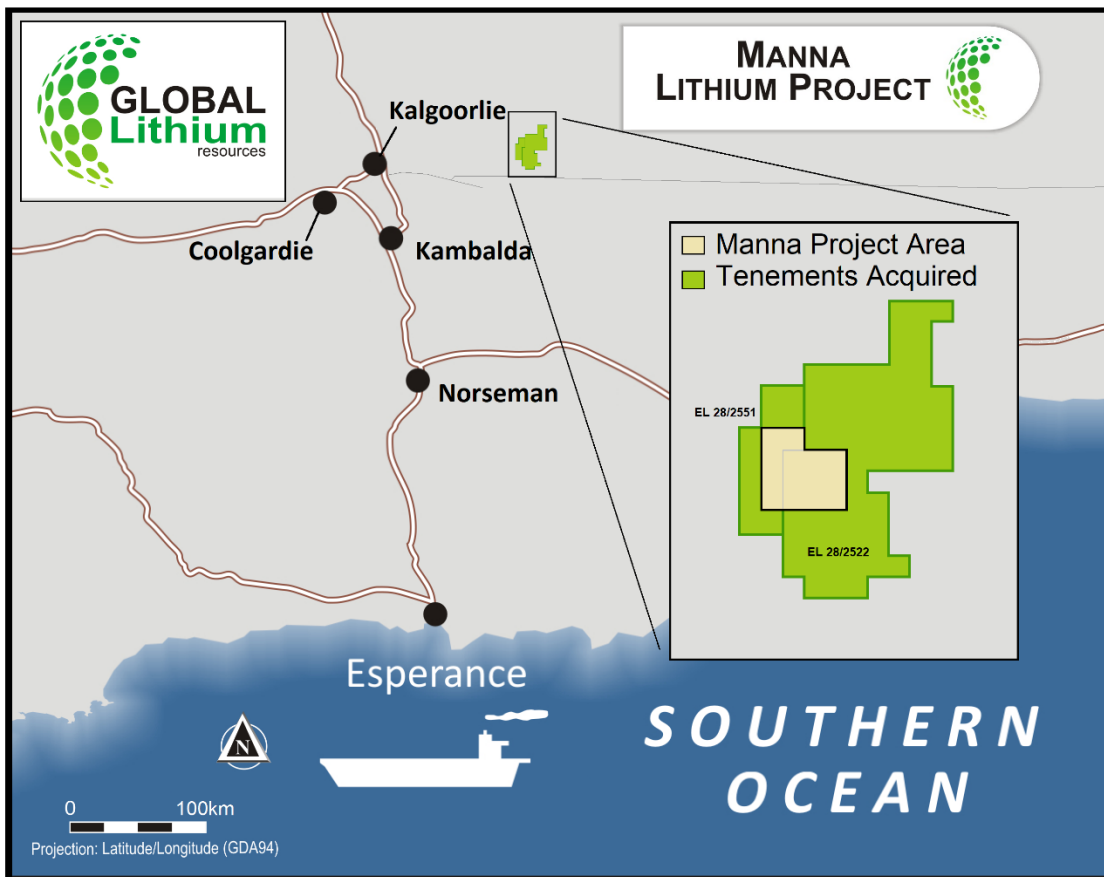 GLOBAL
Lithium
resources
MANNA
LITHIUM PROJECT
Kalgoorlie
Coolgardie
Kambalda
Manna Project Area
Tenements Acquired
EL 28/2551
EL 28/2522
Norseman
Esperance
SOUTHERN
OCEAN
N
0 100km
Projection: Latitude/Longitude (GDA94)